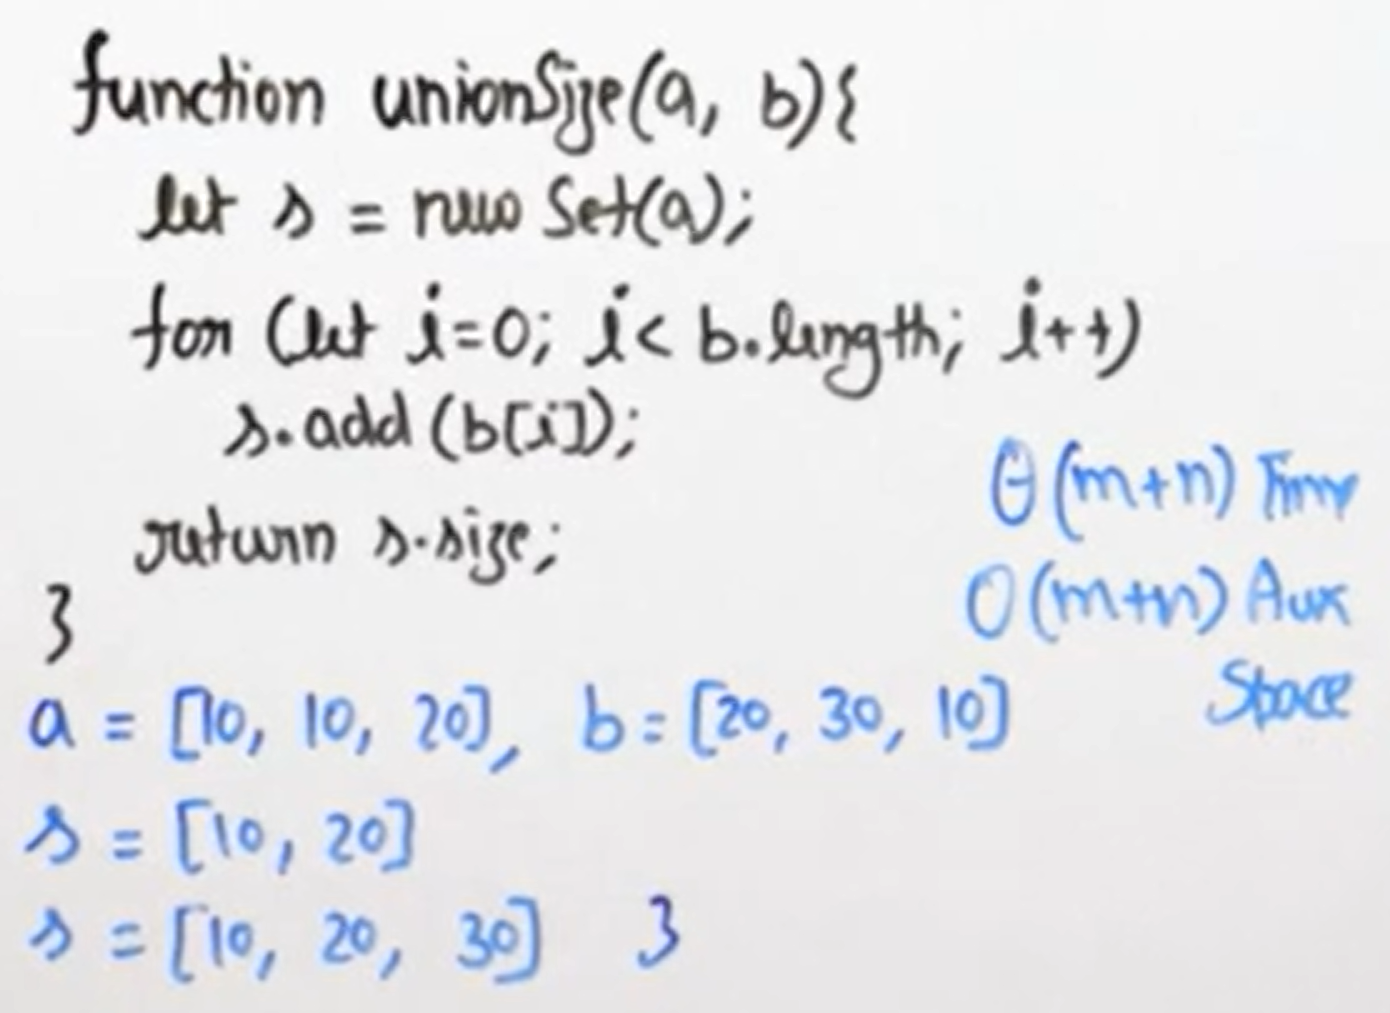 function unionSize(a, b){
let s = new Set(a);
for (let i=0; i< b.length; i++)
s.add (b[i]);
return s.size;
}
θ(m+n) Time
O(m+n) Aux
Space
a = [10, 10, 20], b = [20, 30, 10]
s = [10, 20]
s = [10, 20, 30] 3